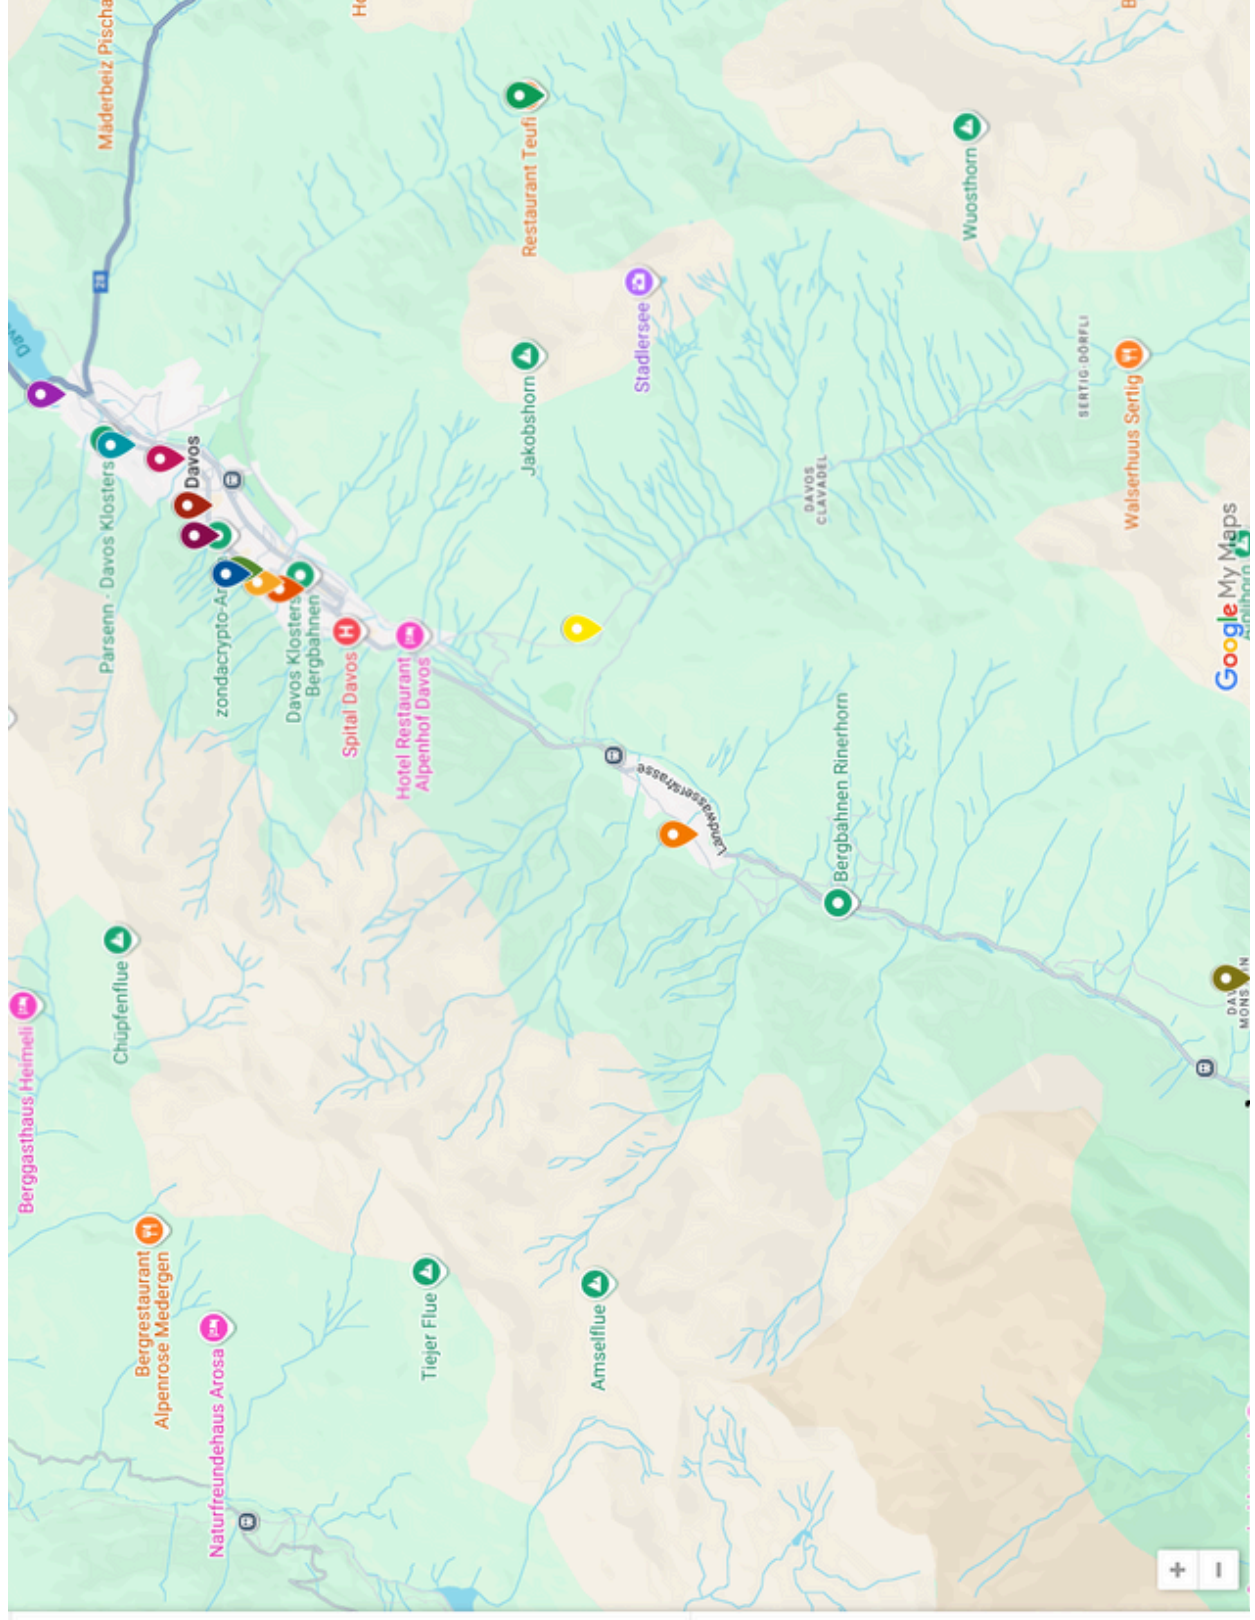 Berggasthaus Heimeli
Bergrestaurant
Alpenrose Medergen
Naturfreundehaus Arosa
Chüpfenflue
Tiejer Flue
Amselflue
Mäderbeiz Pischa
28
Parsenn - Davos Klosters
Davos
zondacrypto-Ar
Davos Klosters
Bergbahnen
H
Spital Davos
Hotel Restaurant
Alpenhof Davos
Restaurant Teufi
Jakobshorn
Stadlersee
Wuosthorn
SERTIG-DÖRFLI
Walserhuus Sertig
DAVOS
CLAVADEL
Landwasserstrasse
Bergbahnen Rinerhorn
Google My Maps
+
−